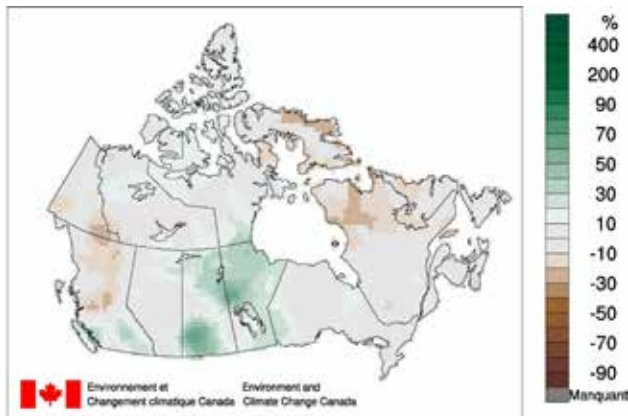 %
400
200
90
70
50
30
10
-10
-30
-50
-70
-90
Manquant
Environnement et
Changement climatique Canada
Environment and
Climate Change Canada